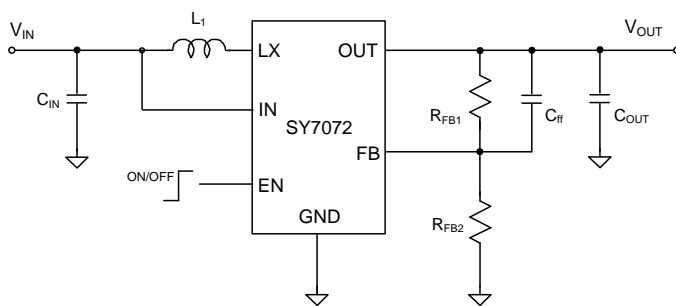 L1
VIN
LX
OUT
VOUT
CIN
RFB1
Cff
COUT
IN
SY7072
FB
ON/OFF
EN
RFB2
GND